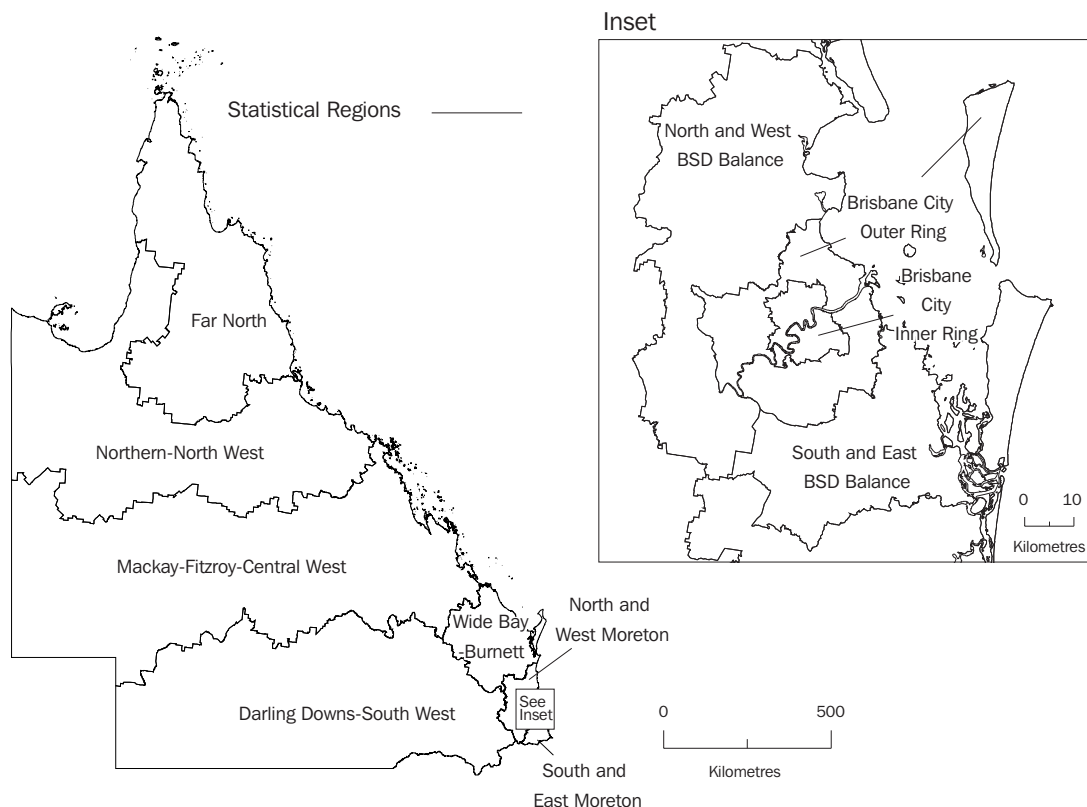 Inset
Statistical Regions
North and West
BSD Balance
Brisbane City
Outer Ring
Brisbane
City
Inner Ring
South and East
BSD Balance
0 10
Kilometres
Far North
Northern-North West
Mackay-Fitzroy-Central West
Wide Bay
-Burnett
North and
West Moreton
Darling Downs-South West
See
Inset
South and
East Moreton
0 500
Kilometres